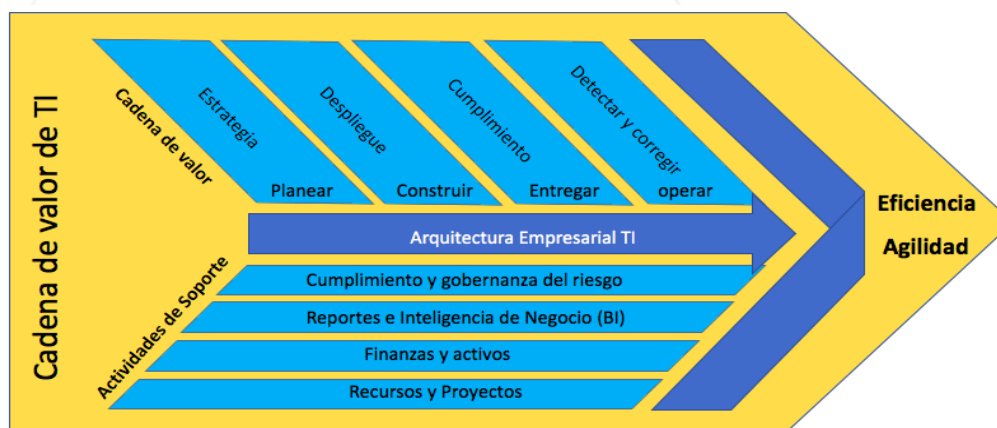 Cadena de valor de TI
Cadena de valor
Estrategia
Planear
Despliegue
Construir
Cumplimiento
Entregar
Detectar y corregir
operar
Arquitectura Empresarial TI
Actividades de Soporte
Cumplimiento y gobernanza del riesgo
Reportes e Inteligencia de Negocio (BI)
Finanzas y activos
Recursos y Proyectos
Eficiencia
Agilidad